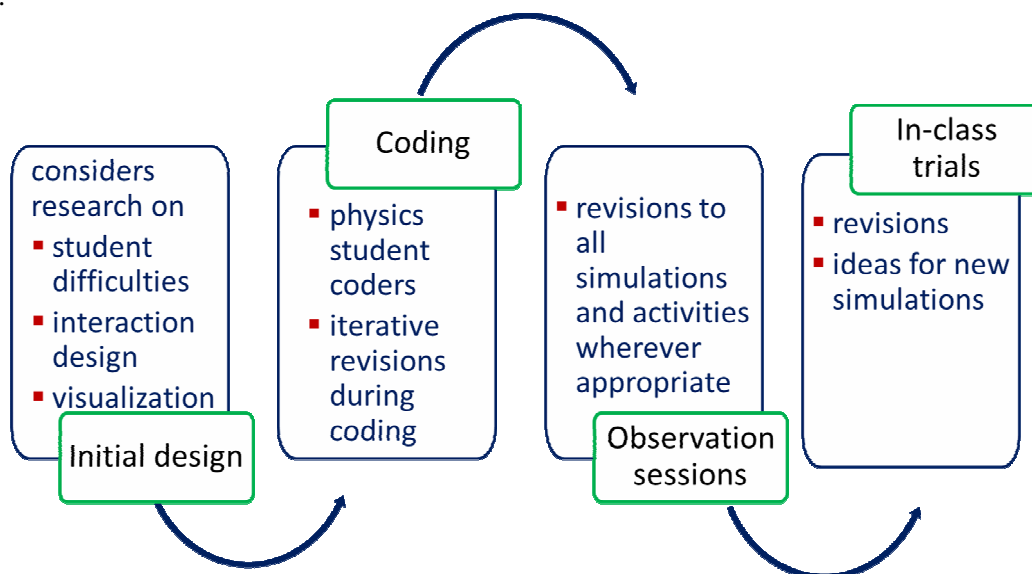 considers
research on
▪ student
difficulties
▪ interaction
design
▪ visualization
Initial design
Coding
▪ physics
student
coders
▪ iterative
revisions
during
coding
▪ revisions to
all
simulations
and activities
wherever
appropriate
Observation
sessions
In-class
trials
▪ revisions
▪ ideas for new
simulations